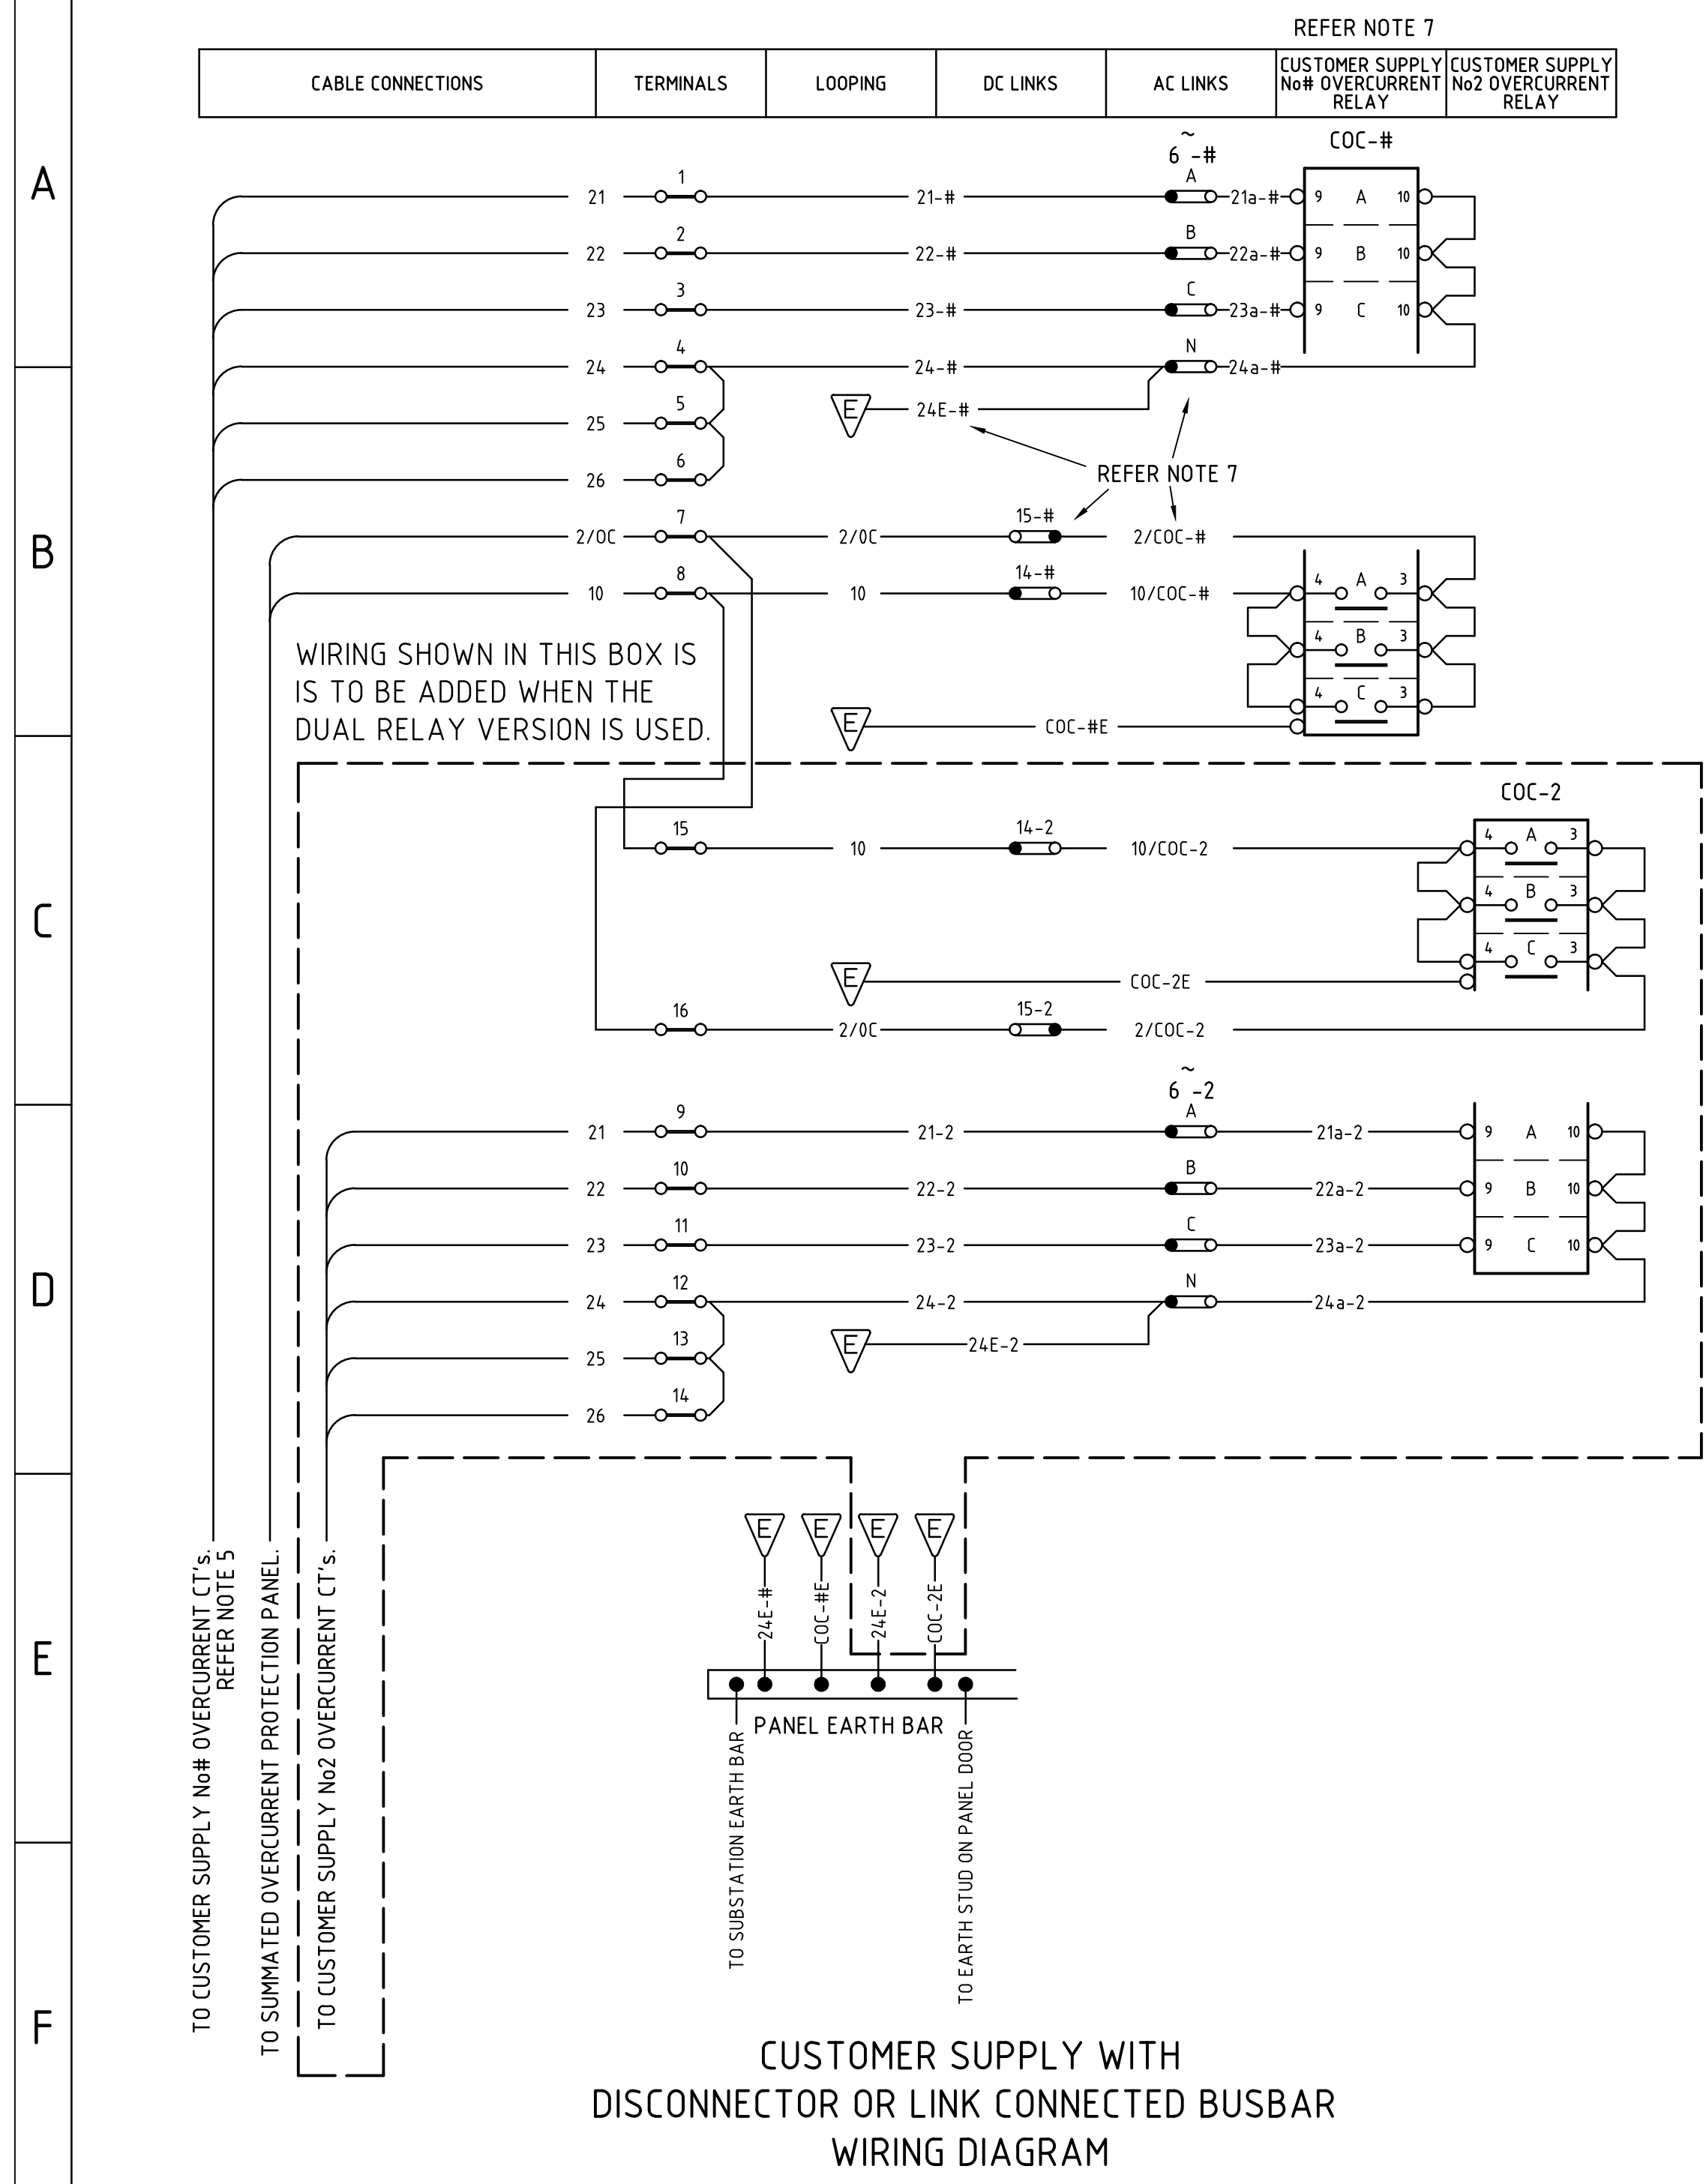 REFER NOTE 7
CABLE CONNECTIONS TERMINALS LOOPING DC LINKS AC LINKS
CUSTOMER SUPPLY
No# OVERCURRENT
RELAY
CUSTOMER SUPPLY
No2 OVERCURRENT
RELAY
COC-#
~
6 -#
A
1
21 21-# 21a-# 9 A 10
B
2
22 22-# 22a-# 9 B 10
C
3
23 23-# 23a-# 9 C 10
N
4
24 24-# 24a-#
5
E 24E-#
25
6
26
REFER NOTE 7
7 15-#
2/OC 2/OC 2/COC-#
8 14-#
10 10 10/COC-#
4 A 3
4 B 3
4 C 3
E COC-#E
WIRING SHOWN IN THIS BOX IS
IS TO BE ADDED WHEN THE
DUAL RELAY VERSION IS USED.
COC-2
15 14-2
10 10/COC-2
4 A 3
4 B 3
4 C 3
E COC-2E
16 15-2
2/OC 2/COC-2
~
6 -2
A
9
21 21-2 21a-2 9 A 10
B
10
22 22-2 22a-2 9 B 10
C
11
23 23-2 23a-2 9 C 10
N
12
24 24-2 24a-2
13
E 24E-2
25
14
26
E E E E
24E-#
COC-#E
24E-2
COC-2E
PANEL EARTH BAR
TO SUBSTATION EARTH BAR
TO EARTH STUD ON PANEL DOOR
TO CUSTOMER SUPPLY No# OVERCURRENT CT's.
REFER NOTE 5
TO SUMMATED OVERCURRENT PROTECTION PANEL.
TO CUSTOMER SUPPLY No2 OVERCURRENT CT's.
A
B
C
D
E
F
CUSTOMER SUPPLY WITH
DISCONNECTOR OR LINK CONNECTED BUSBAR
WIRING DIAGRAM